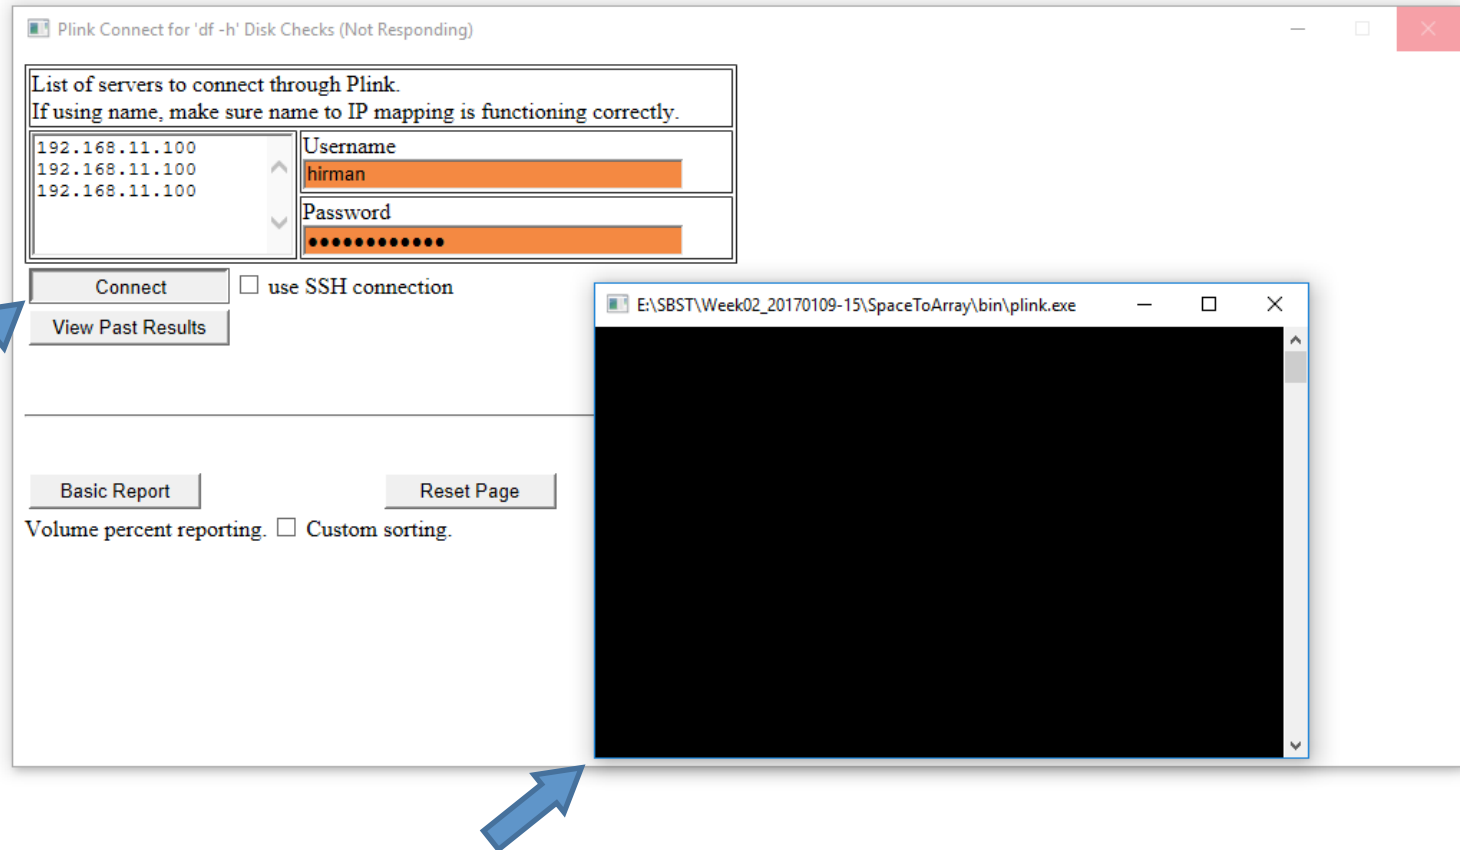 Plink Connect for 'df -h' Disk Checks (Not Responding)
List of servers to connect through Plink.
If using name, make sure name to IP mapping is functioning correctly.
192.168.11.100
192.168.11.100
192.168.11.100
Username
hirman
Password
●●●●●●●●●●●●
Connect
use SSH connection
View Past Results
E:\SBST\Week02_20170109-15\SpaceToArray\bin\plink.exe
Basic Report
Reset Page
Volume percent reporting.
Custom sorting.